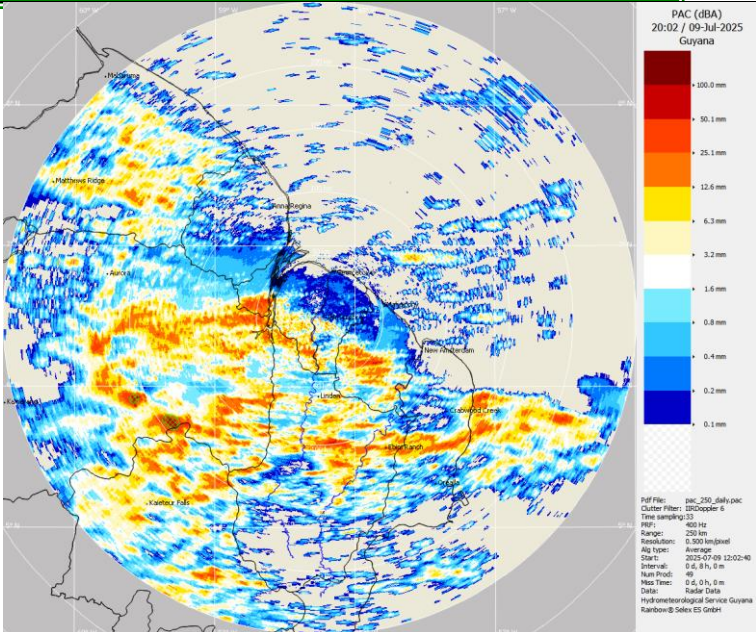 PAC (dBA)
20:02 / 09-Jul-2025
Guyana
100.0 mm
50.1 mm
25.1 mm
12.6 mm
6.3 mm
3.2 mm
1.6 mm
0.8 mm
0.4 mm
0.2 mm
0.1 mm
Pdf File: pac_250_daily.pac
Clutter Filter: IIRDoppler 6
Time sampling:33
PRF: 400 Hz
Range: 250 km
Resolution: 0.500 km/pixel
Alg type: Average
Start: 2025-07-09 12:02:40
Interval: 0 d, 8 h, 0 m
Num Prod: 49
Miss Time: 0 d, 0 h, 0 m
Data: Radar Data
Hydrometeorological Service Guyana
Rainbow® Selex ES GmbH
Matthews Ridge
Anna Regina
Aurora
New Amsterdam
Linden
Crabwood Creek
Kaieteur Falls